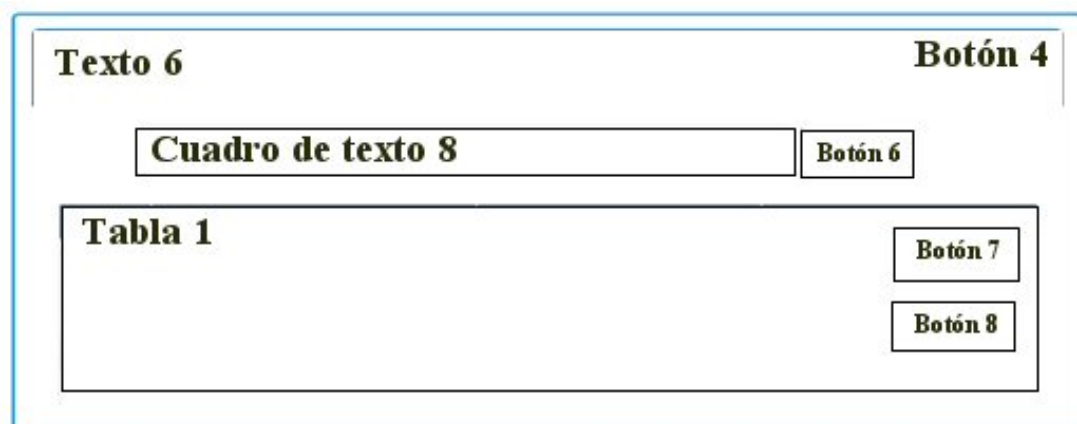 Texto 6
Botón 4
Cuadro de texto 8
Botón 6
Tabla 1
Botón 7
Botón 8